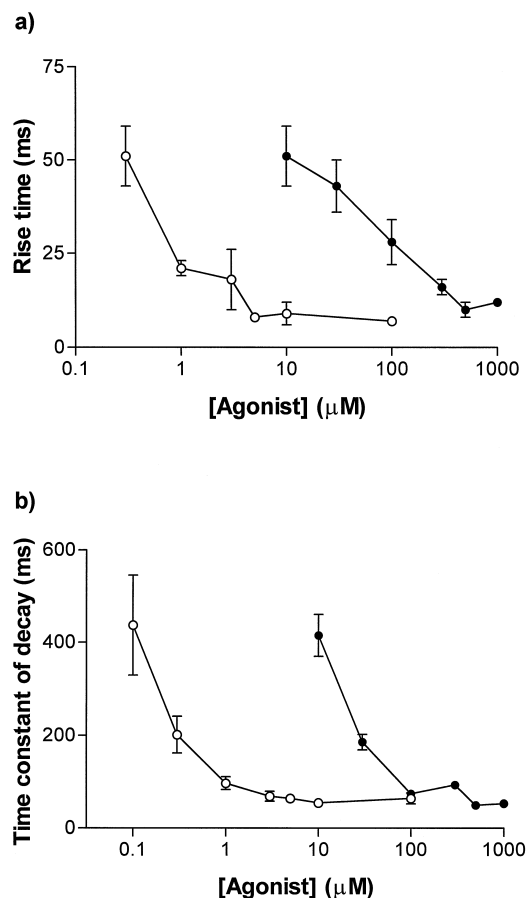 a)
75
50
25
0
Rise time (ms)
0.1 1 10 100 1000
[Agonist] (μM)
b)
600
400
200
0
Time constant of decay (ms)
0.1 1 10 100 1000
[Agonist] (μM)